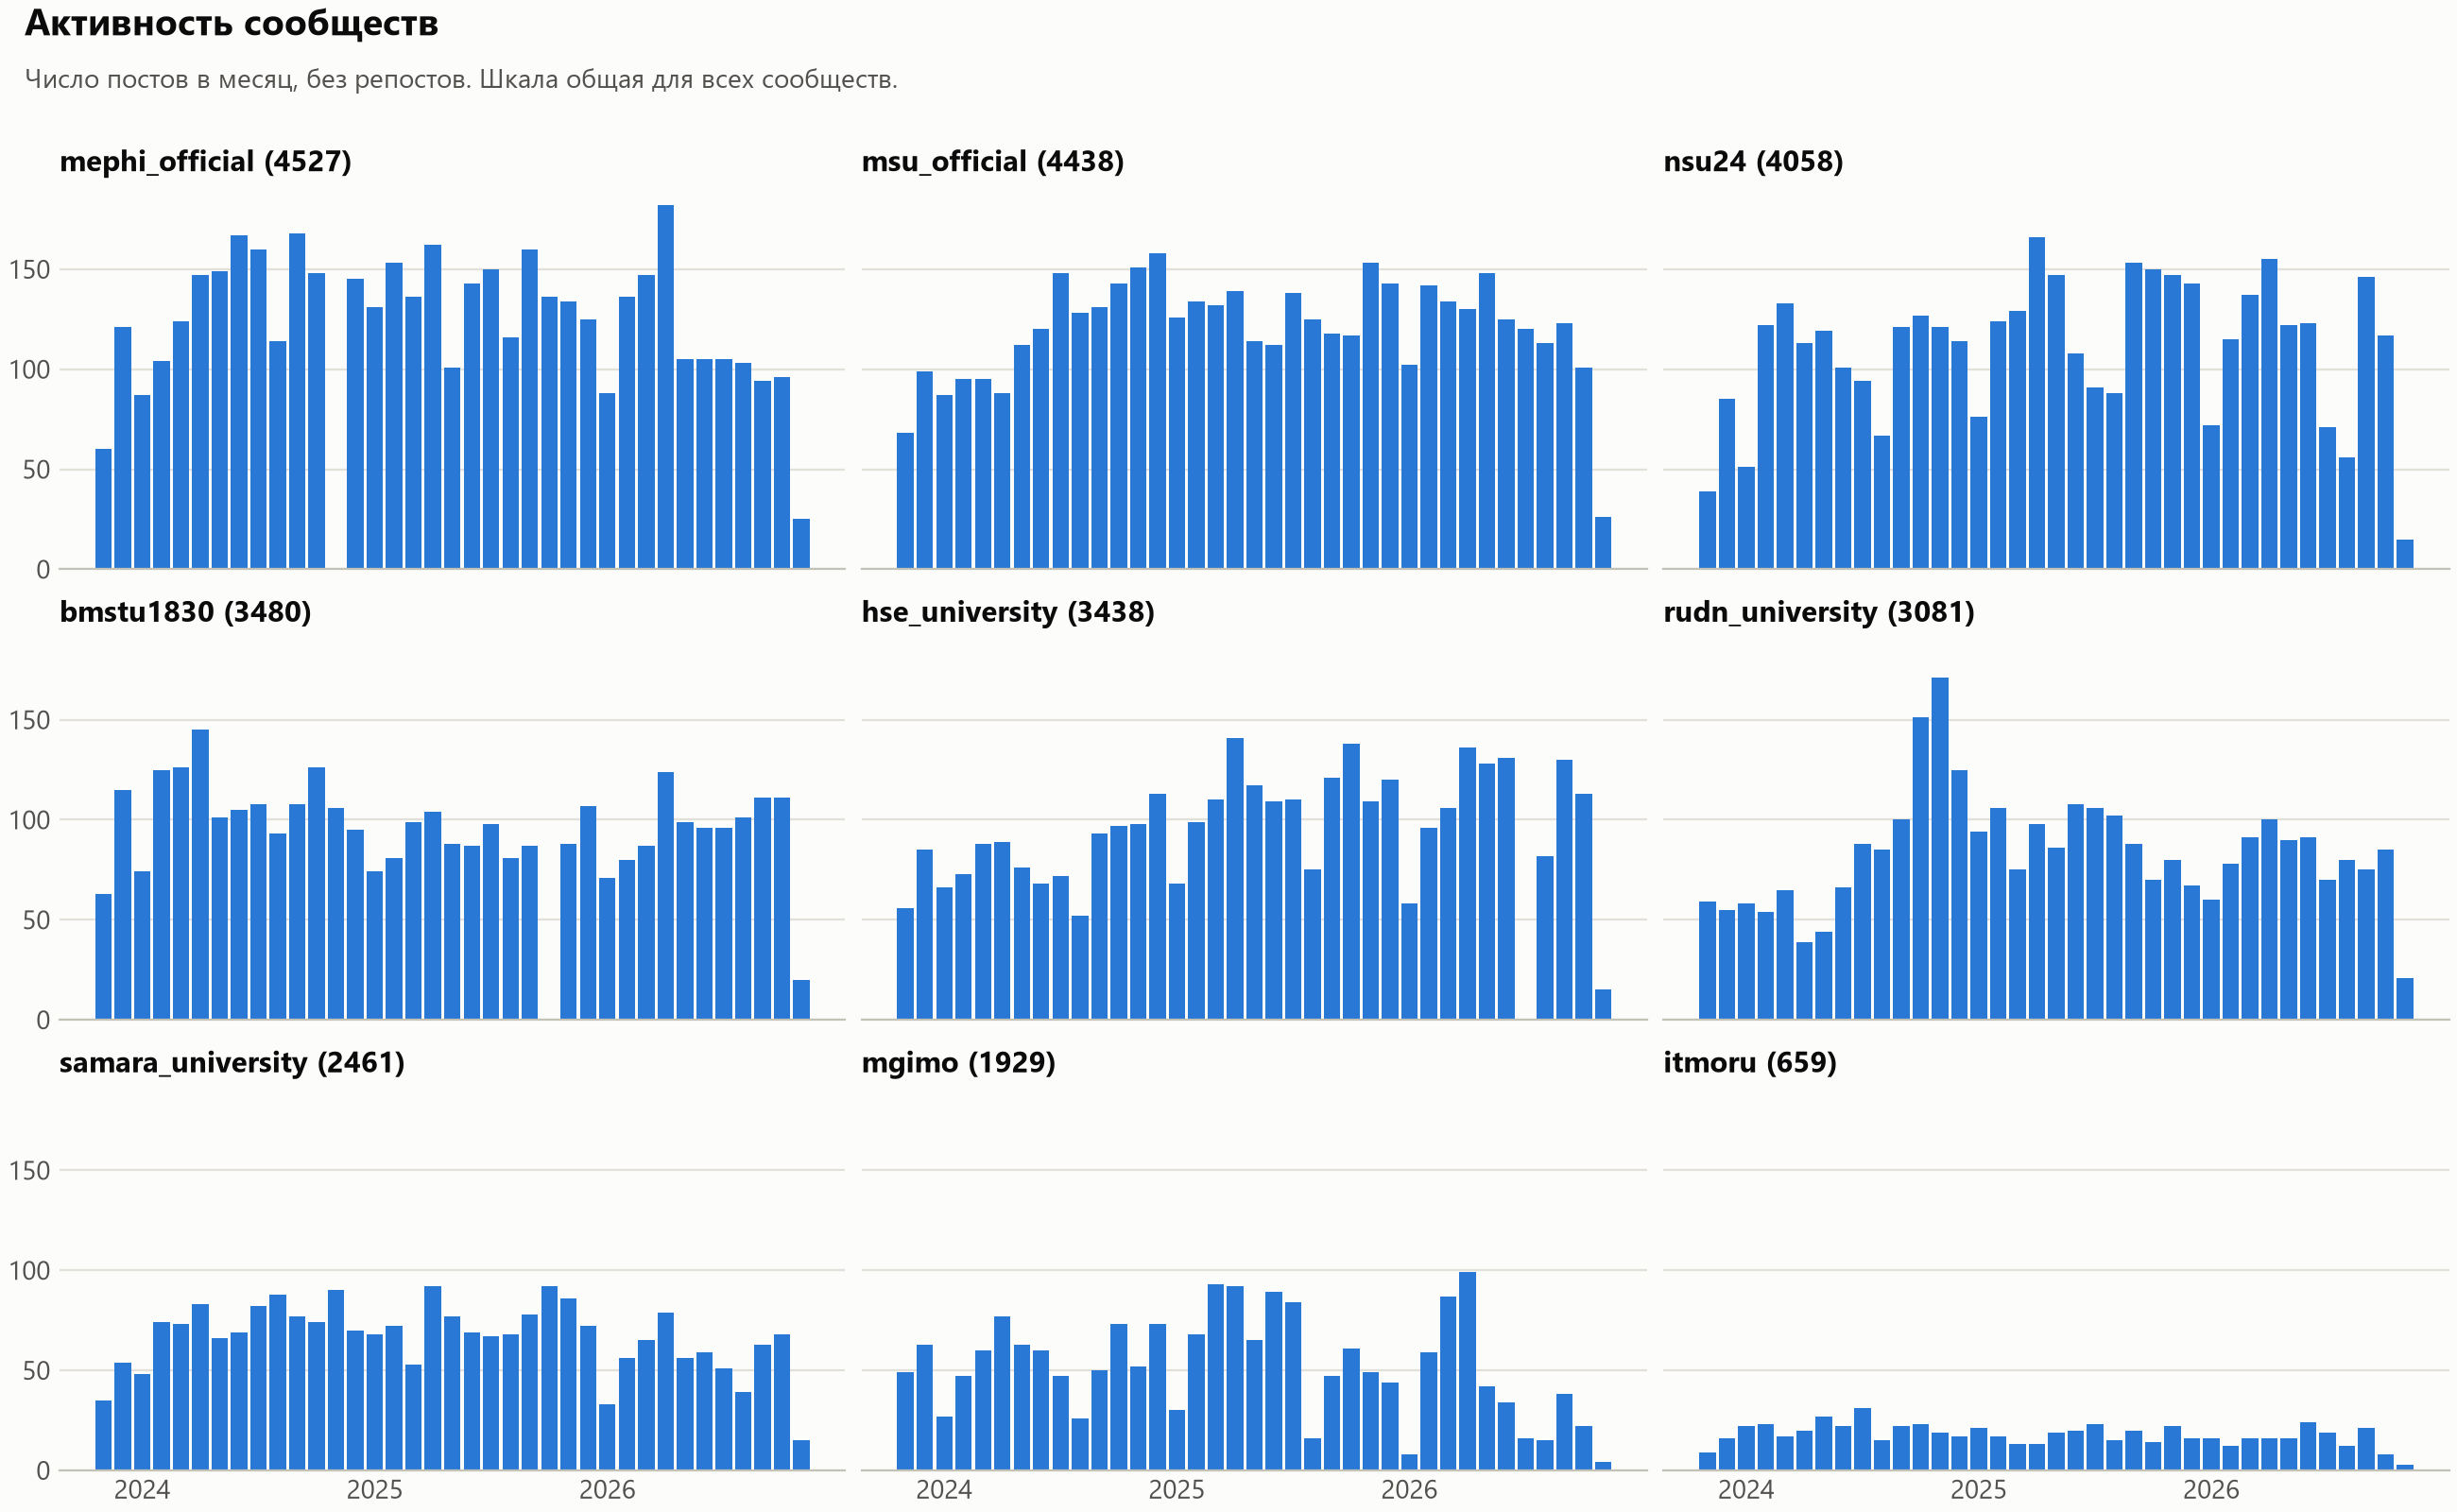 Активность сообществ
Число постов в месяц, без репостов. Шкала общая для всех сообществ.
mephi_official (4527)
msu_official (4438)
nsu24 (4058)
150
100
50
0
bmstu1830 (3480)
hse_university (3438)
rudn_university (3081)
150
100
50
0
samara_university (2461)
mgimo (1929)
itmoru (659)
150
100
50
0
2024 2025 2026
2024 2025 2026
2024 2025 2026